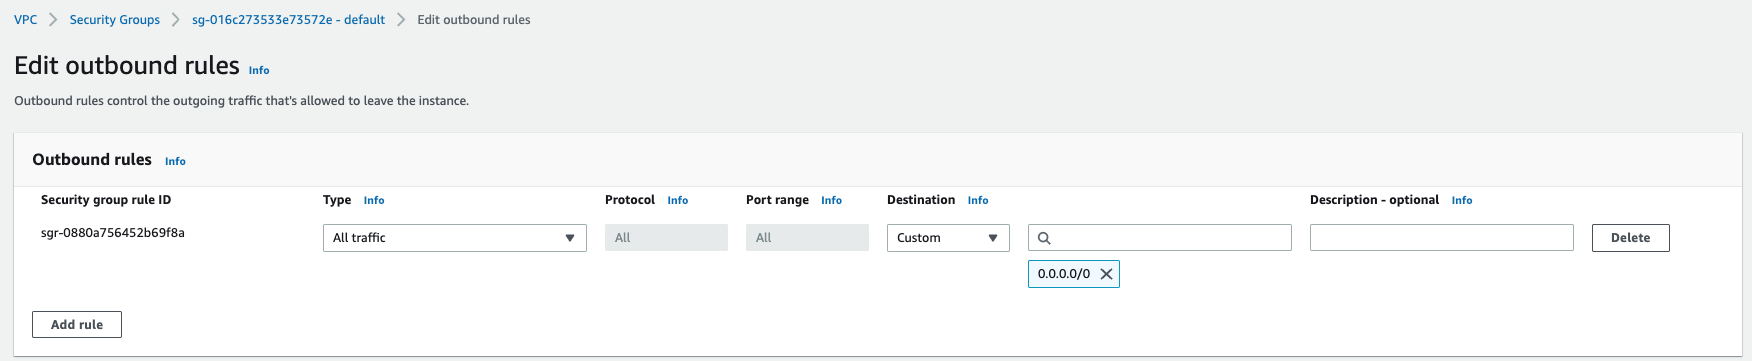 VPC > Security Groups > sg-016c273533e73572e - default > Edit outbound rules
Edit outbound rules Info
Outbound rules control the outgoing traffic that's allowed to leave the instance.
Outbound rules Info
Security group rule ID Type Info Protocol Info Port range Info Destination Info Description - optional Info
sgr-0880a756452b69f8a All traffic All All Custom Delete
0.0.0.0/0
Add rule